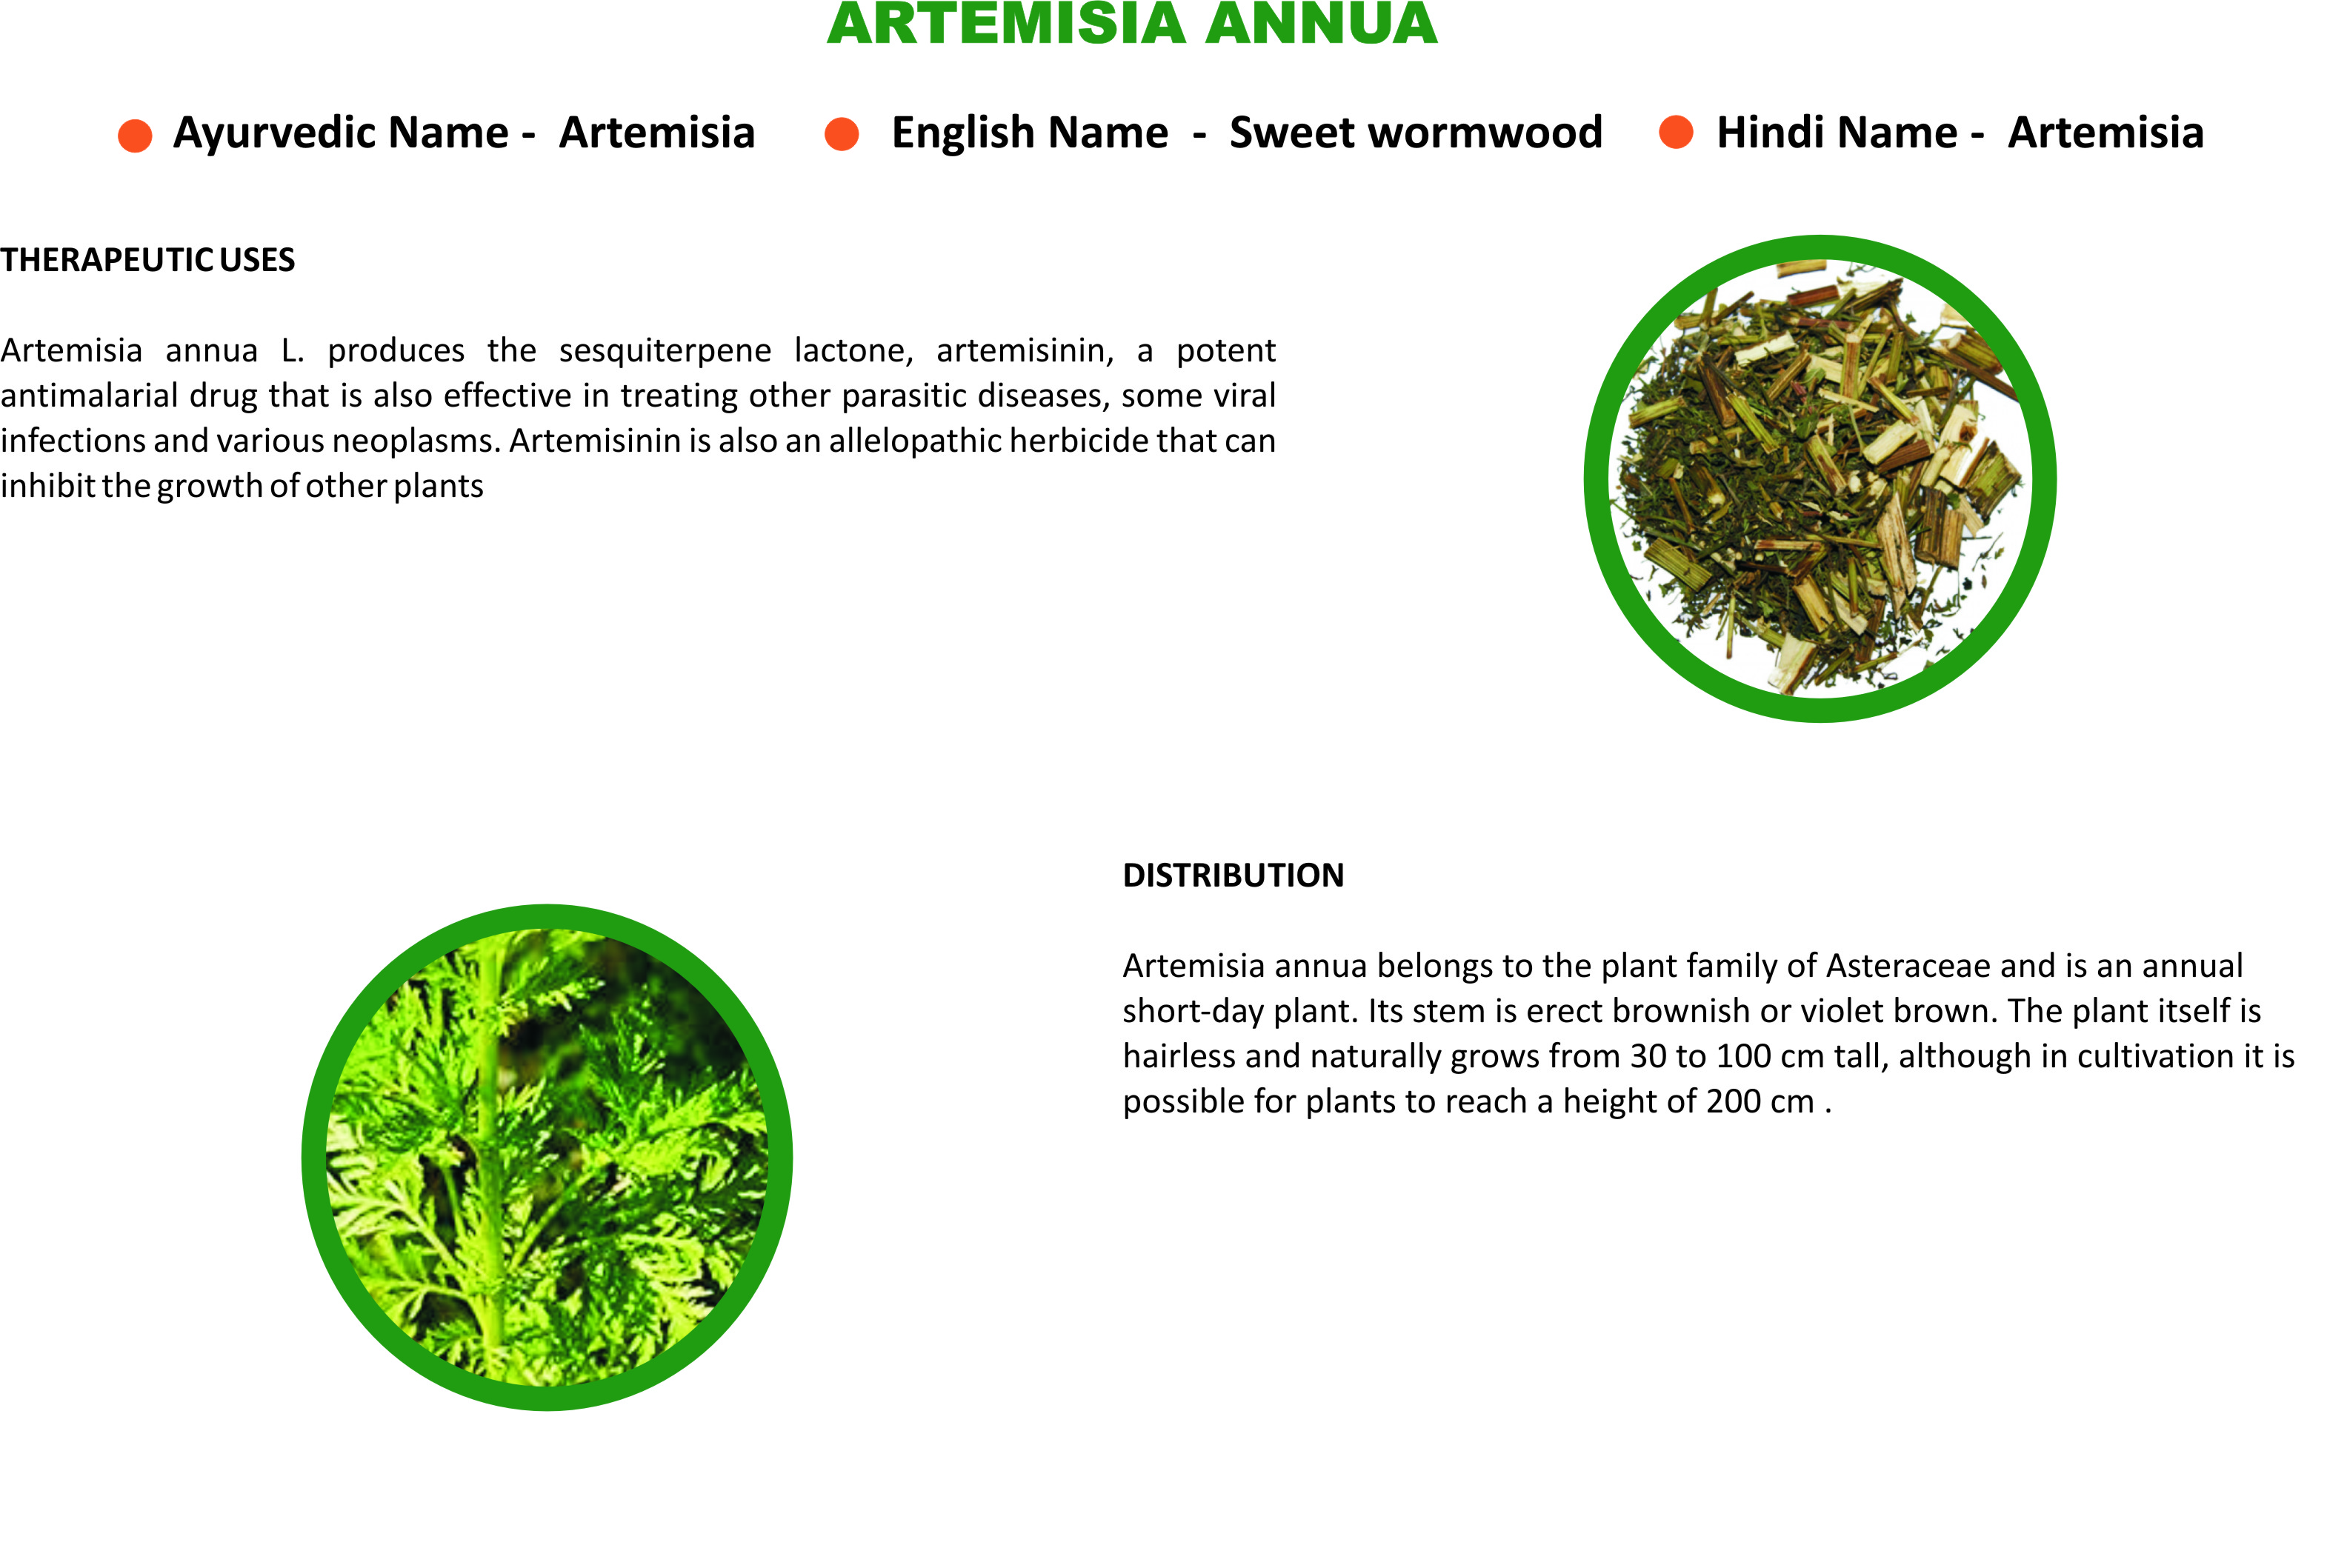 ARTEMISIA ANNUA
Ayurvedic Name - Artemisia
English Name - Sweet wormwood
Hindi Name - Artemisia
THERAPEUTIC USES
Artemisia annua L. produces the sesquiterpene lactone, artemisinin, a potent
antimalarial drug that is also effective in treating other parasitic diseases, some viral
infections and various neoplasms. Artemisinin is also an allelopathic herbicide that can
inhibit the growth of other plants
DISTRIBUTION
Artemisia annua belongs to the plant family of Asteraceae and is an annual
short-day plant. Its stem is erect brownish or violet brown. The plant itself is
hairless and naturally grows from 30 to 100 cm tall, although in cultivation it is
possible for plants to reach a height of 200 cm .